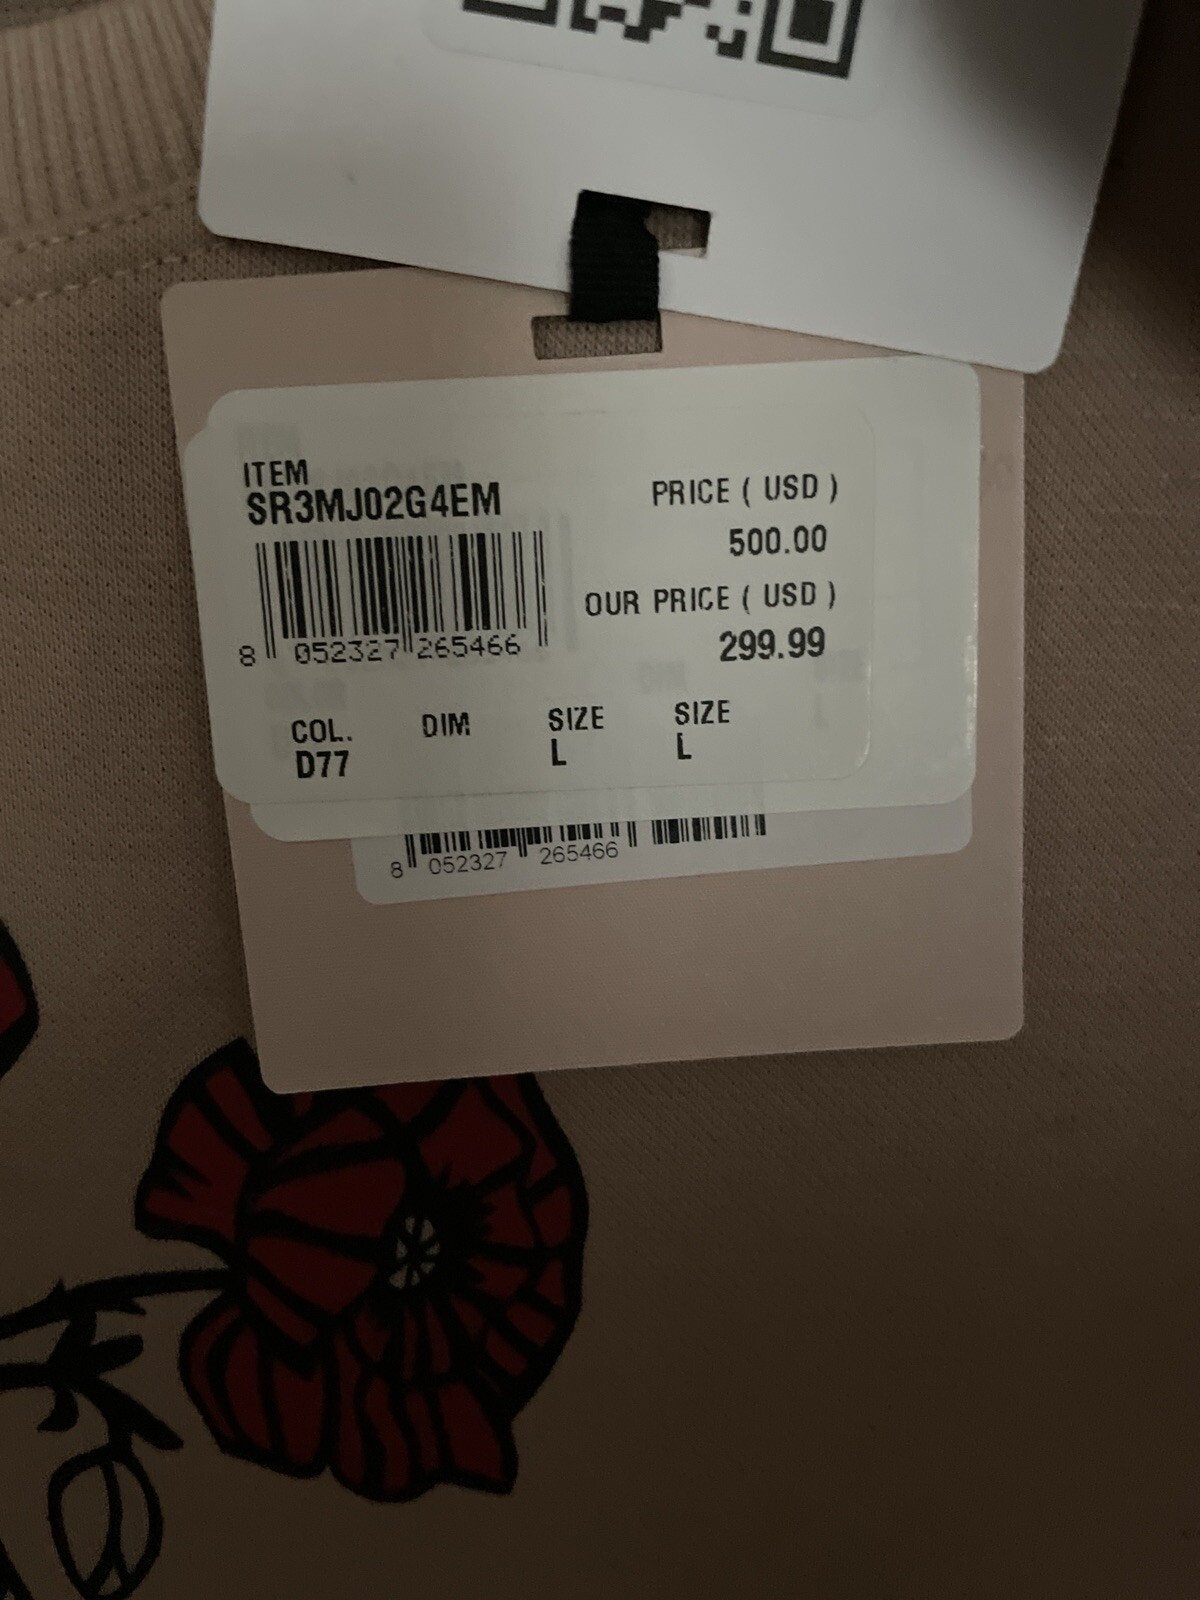 ITEM
SR3MJ02G4EM
PRICE ( USD )
500.00
OUR PRICE ( USD )
299.99
8 052327 265466
COL. DIM SIZE SIZE
D77 L L
8 052327 265466